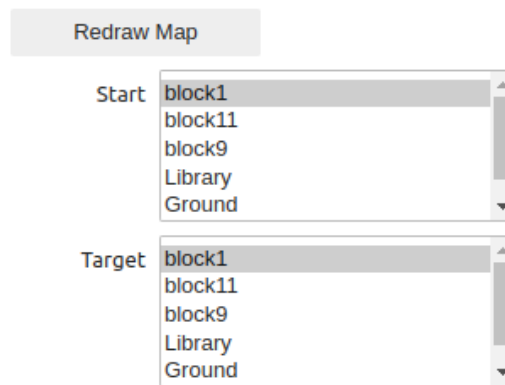 Redraw Map
Start
block1
block11
block9
Library
Ground
Target
block1
block11
block9
Library
Ground